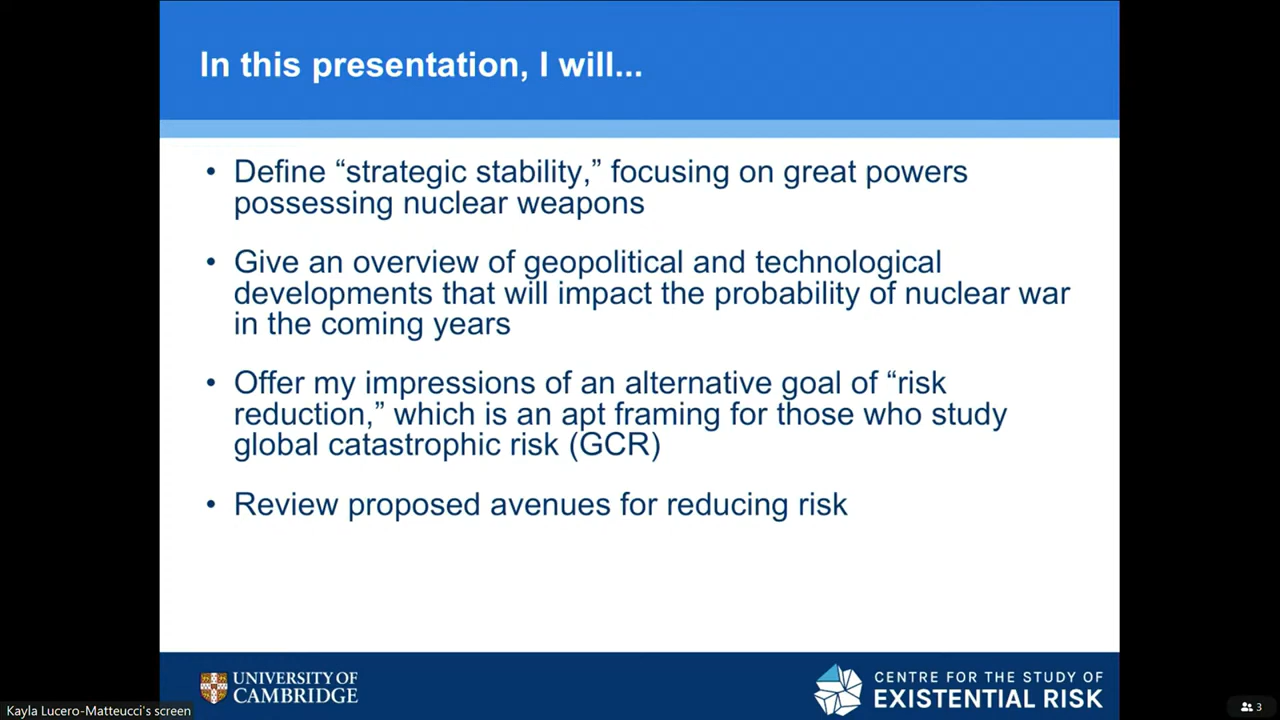 In this presentation, I will...
• Define “strategic stability,” focusing on great powers
possessing nuclear weapons
• Give an overview of geopolitical and technological
developments that will impact the probability of nuclear war
in the coming years
• Offer my impressions of an alternative goal of “risk
reduction,” which is an apt framing for those who study
global catastrophic risk (GCR)
• Review proposed avenues for reducing risk
UNIVERSITY OF
CAMBRIDGE
CENTRE FOR THE STUDY OF
EXISTENTIAL RISK
Kayla Lucero-Matteucci's screen
3